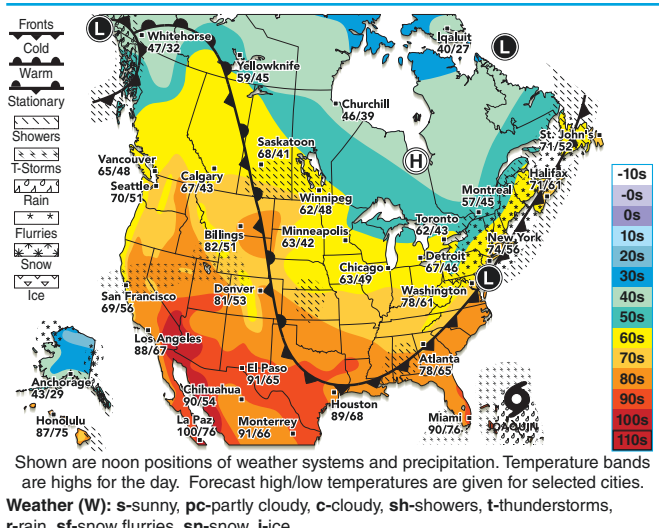 Fronts
Cold
Warm
Stationary
Showers
T-Storms
Rain
Flurries
Snow
Ice
L
Whitehorse
47/32
Yellowknife
59/45
Iqaluit
40/27
L
Churchill
46/39
Saskatoon
68/41
H
St. John's
71/52
Vancouver
65/48
Calgary
67/43
Seattle
70/51
Winnipeg
62/48
Montreal
57/45
Halifax
71/61
Toronto
62/43
Billings
82/51
Minneapolis
63/42
New York
74/56
Detroit
67/46
Chicago
63/49
L
San Francisco
69/56
Denver
81/53
Washington
78/61
Los Angeles
88/67
El Paso
91/65
Atlanta
78/65
Anchorage
43/29
Chihuahua
90/54
Honolulu
87/75
La Paz
100/76
Monterrey
91/66
Houston
89/68
Miami
90/76
JOAQUIN
-10s
-0s
0s
10s
20s
30s
40s
50s
60s
70s
80s
90s
100s
110s
Shown are noon positions of weather systems and precipitation. Temperature bands
are highs for the day. Forecast high/low temperatures are given for selected cities.
Weather (W): s-sunny, pc-partly cloudy, c-cloudy, sh-showers, t-thunderstorms,
r-rain, sf-snow flurries, sn-snow, i-ice